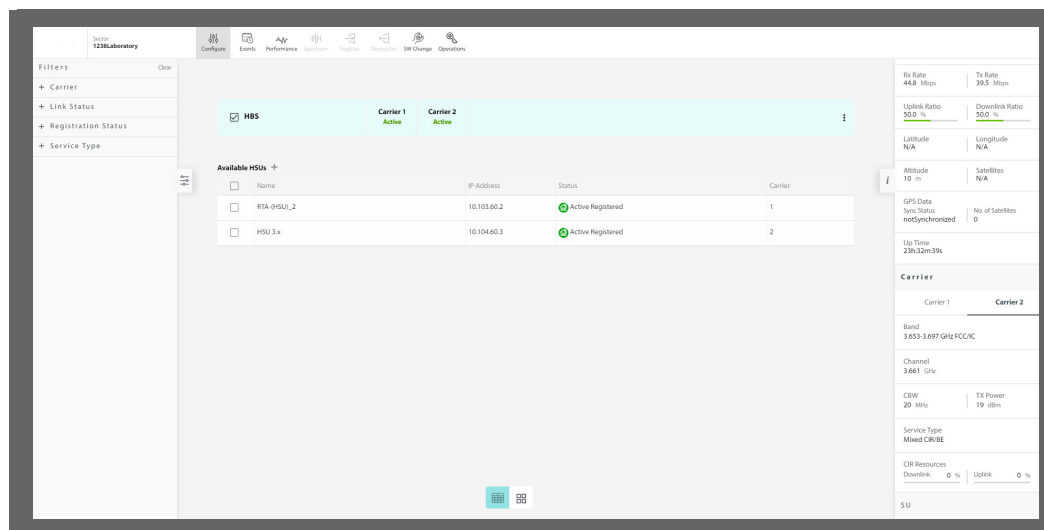 Sector
1238Laboratory
Configure Events Performance Spectrum Register Deregister SW Change Operations
Filters Clear
+ Carrier
+ Link Status
+ Registration Status
+ Service Type
HBS Carrier 1 Carrier 2
Active Active
Available HSUs +
Name IP Address Status Carrier
RTA-(HSU)_2 10.103.60.2 Active Registered 1
HSU 3.x 10.104.60.3 Active Registered 2
i
Rx Rate Tx Rate
44.8 Mbps 39.5 Mbps
Uplink Ratio Downlink Ratio
50.0 % 50.0 %
Latitude Longitude
N/A N/A
Altitude Satellites
10 m N/A
GPS Data
Sync Status No. of Satellites
notSynchronized 0
Up Time
23h:32m:39s
Carrier
Carrier 1 Carrier 2
Band
3.653-3.697 GHz FCC/IC
Channel
3.661 GHz
CBW TX Power
20 MHz 19 dBm
Service Type
Mixed CIR/BE
CIR Resources
Downlink 0 % Uplink 0 %
SU